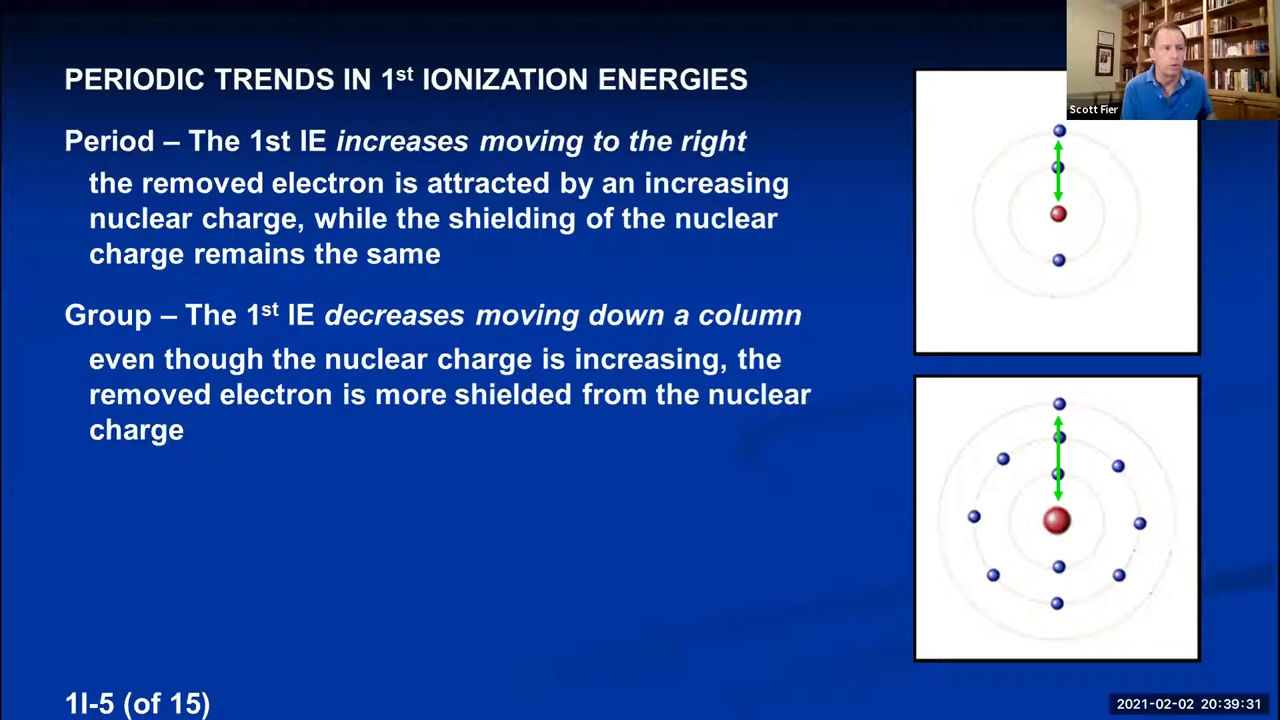 PERIODIC TRENDS IN 1st IONIZATION ENERGIES
Scott Fier
Period – The 1st IE increases moving to the right
the removed electron is attracted by an increasing
nuclear charge, while the shielding of the nuclear
charge remains the same
Group – The 1st IE decreases moving down a column
even though the nuclear charge is increasing, the
removed electron is more shielded from the nuclear
charge
1I-5 (of 15)
2021-02-02 20:39:31